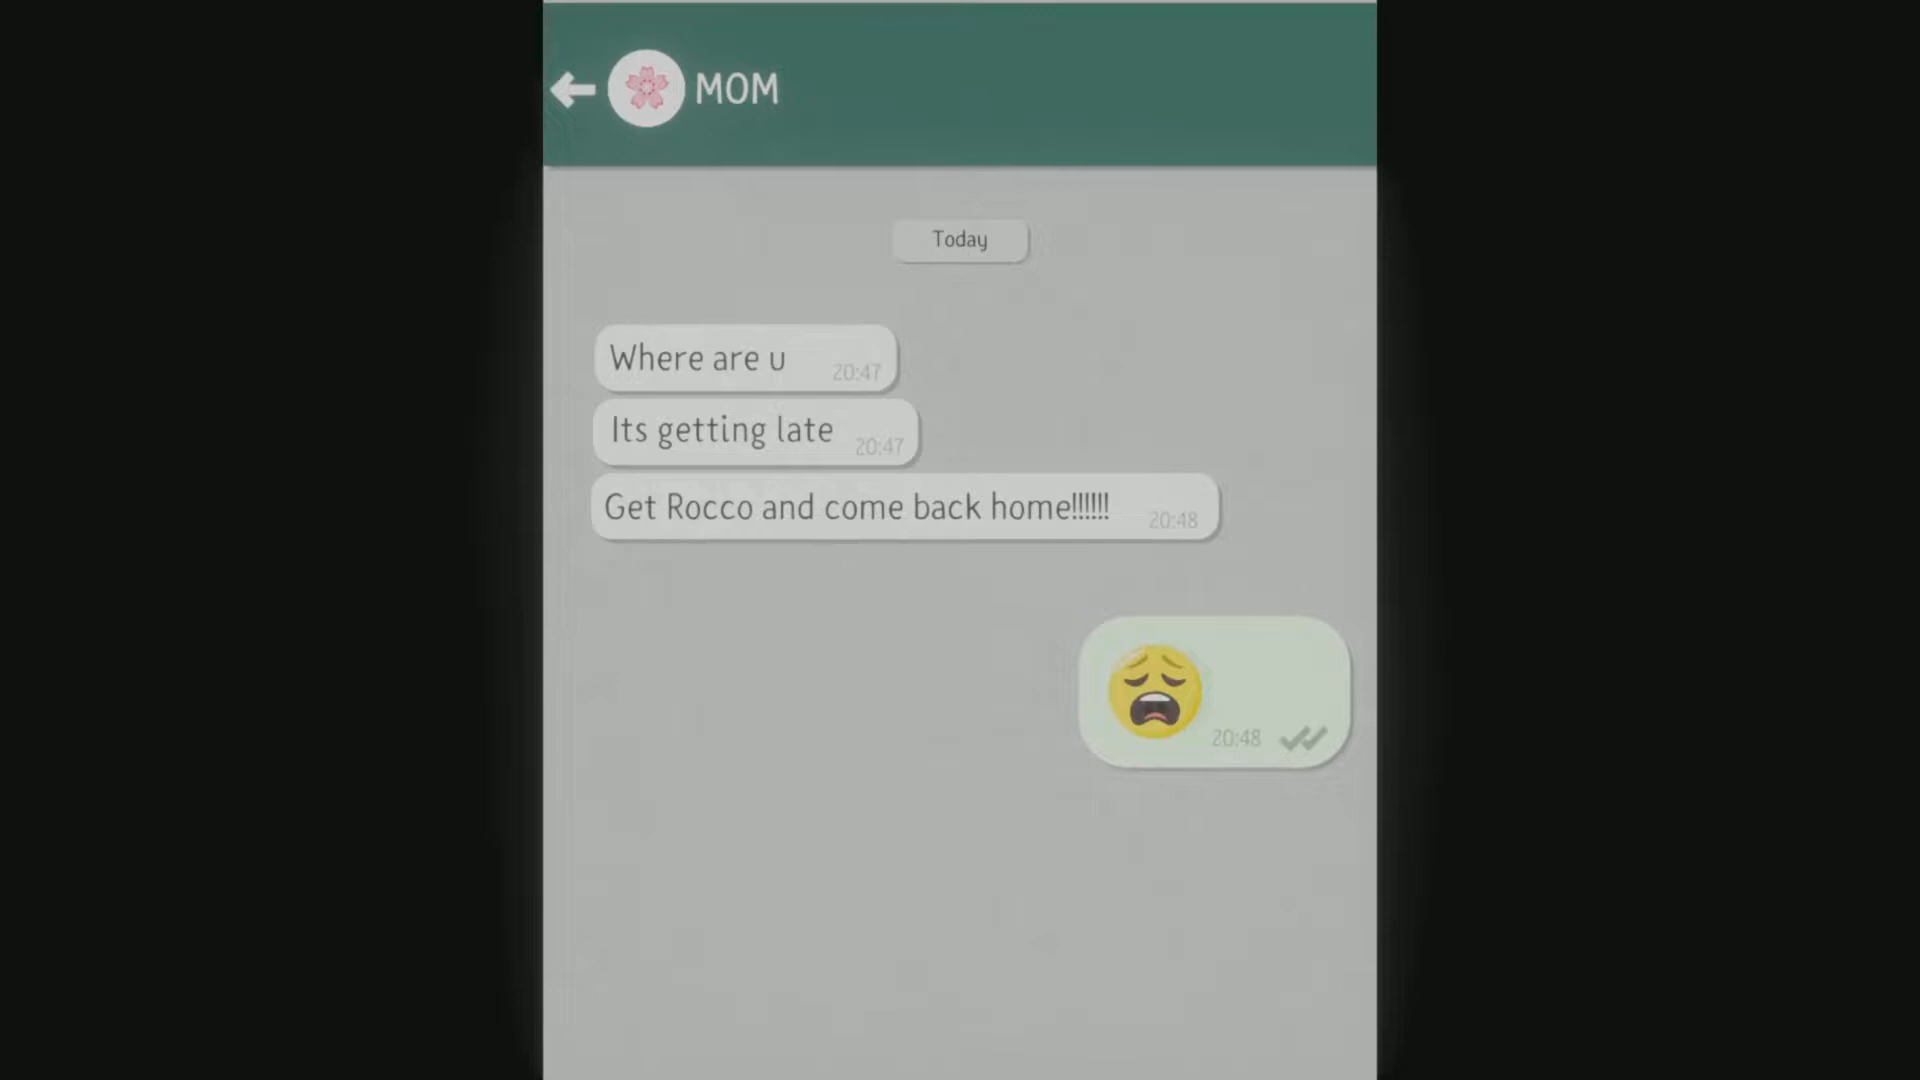 MOM
Today
Where are u 20:47
Its getting late 20:47
Get Rocco and come back home!!!!!! 20:48
20:48